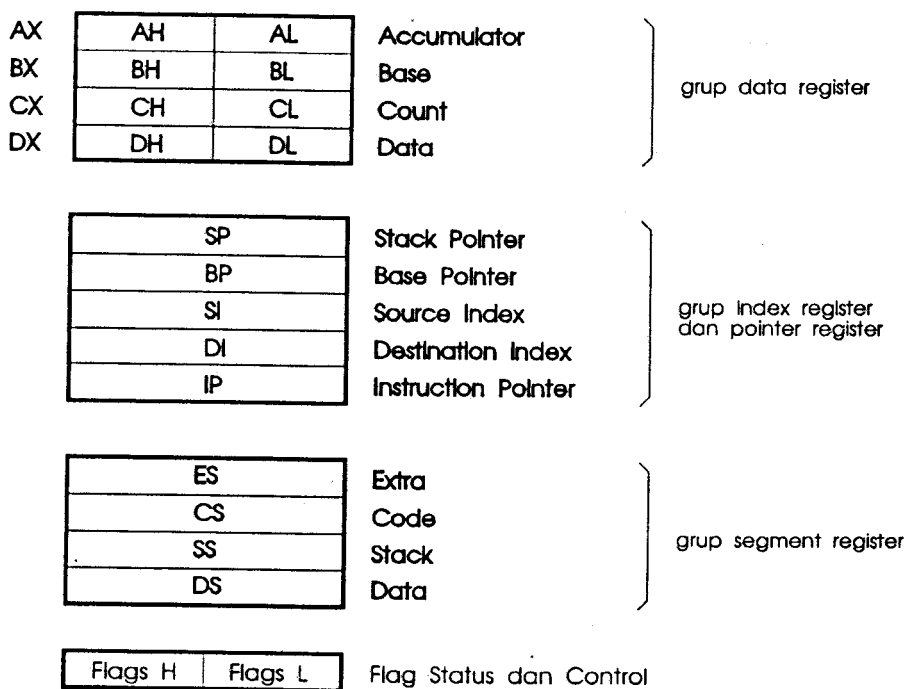 AX AH AL Accumulator
BX BH BL Base
CX CH CL Count
DX DH DL Data
grup data register
SP Stack Pointer
BP Base Pointer
SI Source Index
DI Destination Index
IP Instruction Pointer
grup index register
dan pointer register
ES Extra
CS Code
SS Stack
DS Data
grup segment register
Flags H Flags L Flag Status dan Control